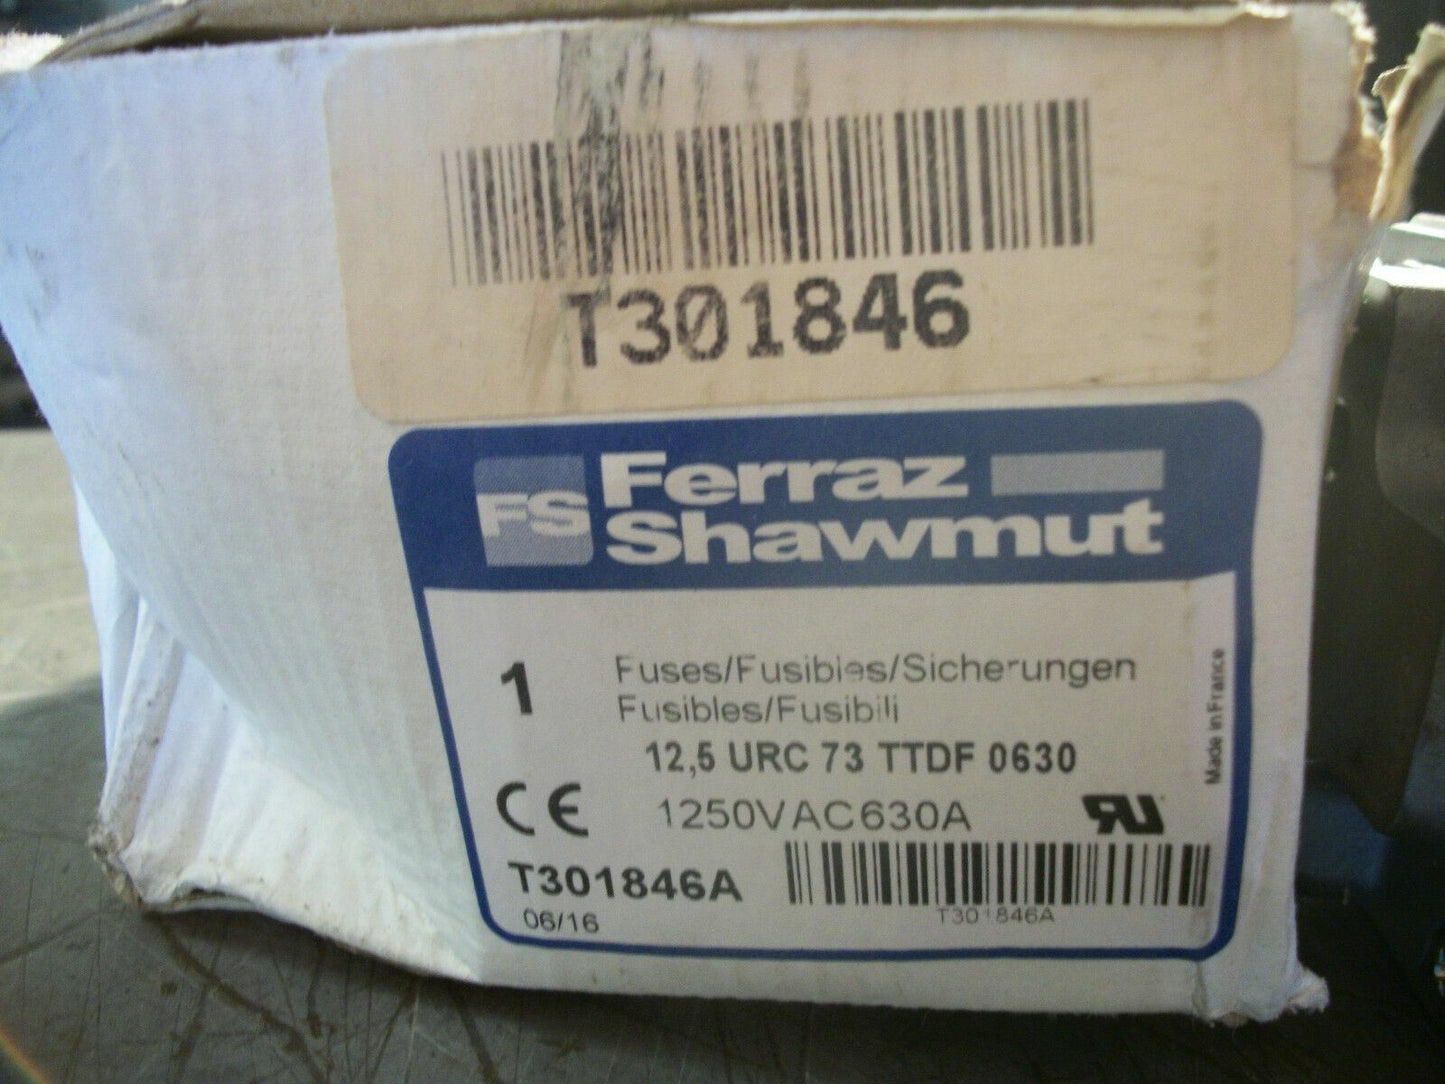 T301846
FS Ferraz
Shawmut
1 Fuses/Fusibles/Sicherungen
Fusibles/Fusibili
12,5 URC 73 TTDF 0630
CE 1250VAC630A RU
T301846A
06/16
T301846A
Made in France